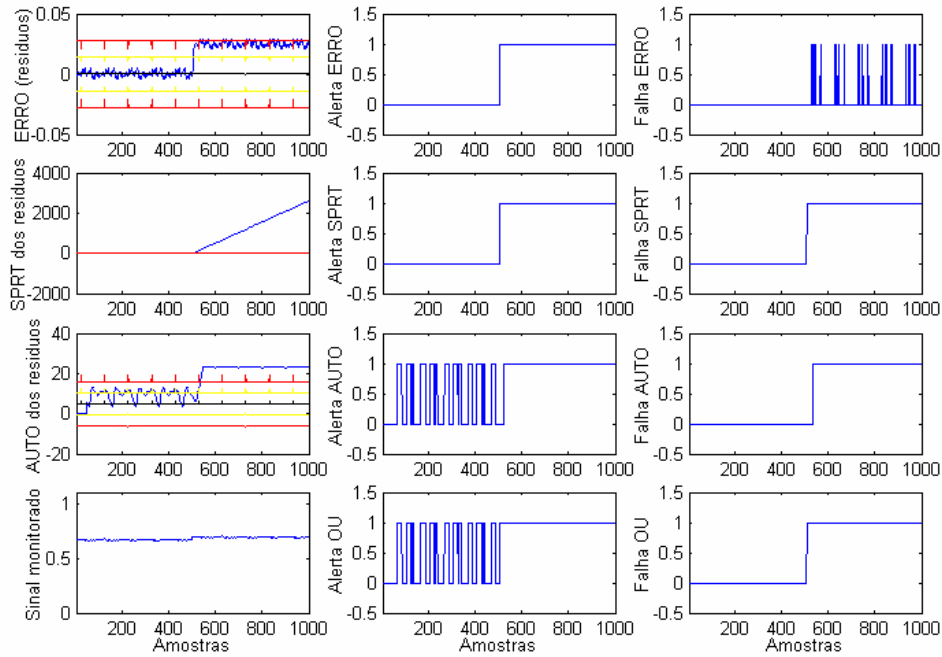 ERRO (residuos)
0.05
0
-0.05
200 400 600 800 1000
Alerta ERRO
1.5
1
0.5
0
-0.5
200 400 600 800 1000
Falha ERRO
1.5
1
0.5
0
-0.5
200 400 600 800 1000
SPRT dos residuos
4000
2000
0
-2000
200 400 600 800 1000
Alerta SPRT
1.5
1
0.5
0
-0.5
200 400 600 800 1000
Falha SPRT
1.5
1
0.5
0
-0.5
200 400 600 800 1000
AUTO dos residuos
40
20
0
-20
200 400 600 800 1000
Alerta AUTO
1.5
1
0.5
0
-0.5
200 400 600 800 1000
Falha AUTO
1.5
1
0.5
0
-0.5
200 400 600 800 1000
Sinal monitorado
1
0.5
0
200 400 600 800 1000
Amostras
Alerta OU
1.5
1
0.5
0
-0.5
200 400 600 800 1000
Amostras
Falha OU
1.5
1
0.5
0
-0.5
200 400 600 800 1000
Amostras